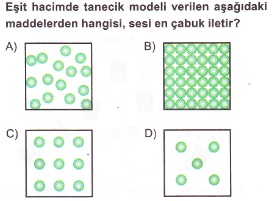 Eşit hacimde tanecik modeli verilen aşağıdaki
maddelerden hangisi, sesi en çabuk iletir?
A) B)
C) D)